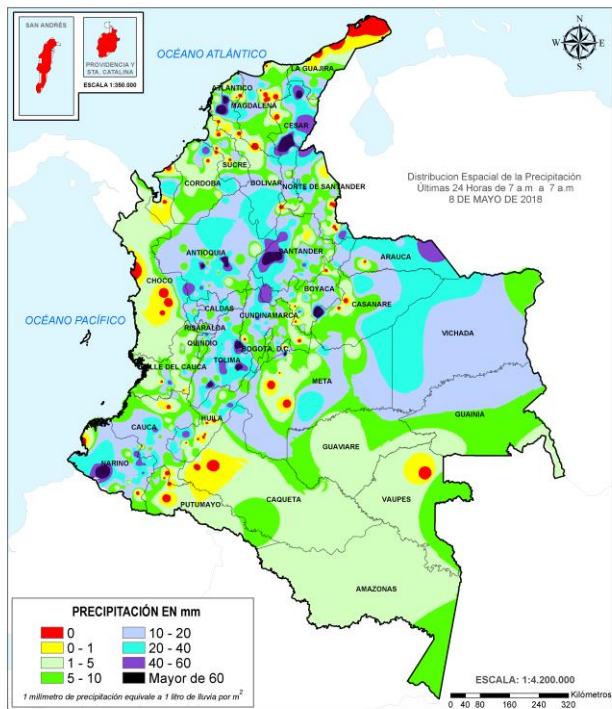 SAN ANDRÉS
PROVIDENCIA Y
STA. CATALINA
ESCALA 1:350.000
OCÉANO ATLÁNTICO
N
W E
S
LA GUAJIRA
ATLANTICO
MAGDALENA
CESAR
SUCRE
CORDOBA
BOLIVAR
NORTE DE SANTANDER
Distribucion Espacial de la Precipitación
Últimas 24 Horas de 7 a m a 7 a.m
8 DE MAYO DE 2018
ANTIOQUIA
SANTANDER
ARAUCA
CHOCO
BOYACA
CASANARE
OCÉANO PACÍFICO
CALDAS
CUNDINAMARCA
RISARALDA
VICHADA
QUINDIO
BOGOTA, D.C.
TOLIMA
VALLE DEL CAUCA
META
GUAINIA
CAUCA
HUILA
GUAVIARE
NARIÑO
CAQUETA
VAUPES
PUTUMAYO
AMAZONAS
PRECIPITACIÓN EN mm
0
0 - 1
1 - 5
5 - 10
10 - 20
20 - 40
40 - 60
Mayor de 60
1 milímetro de precipitación equivale a 1 litro de lluvia por m²
ESCALA: 1:4.200.000
Kilómetros
0 40 80 160 240 320